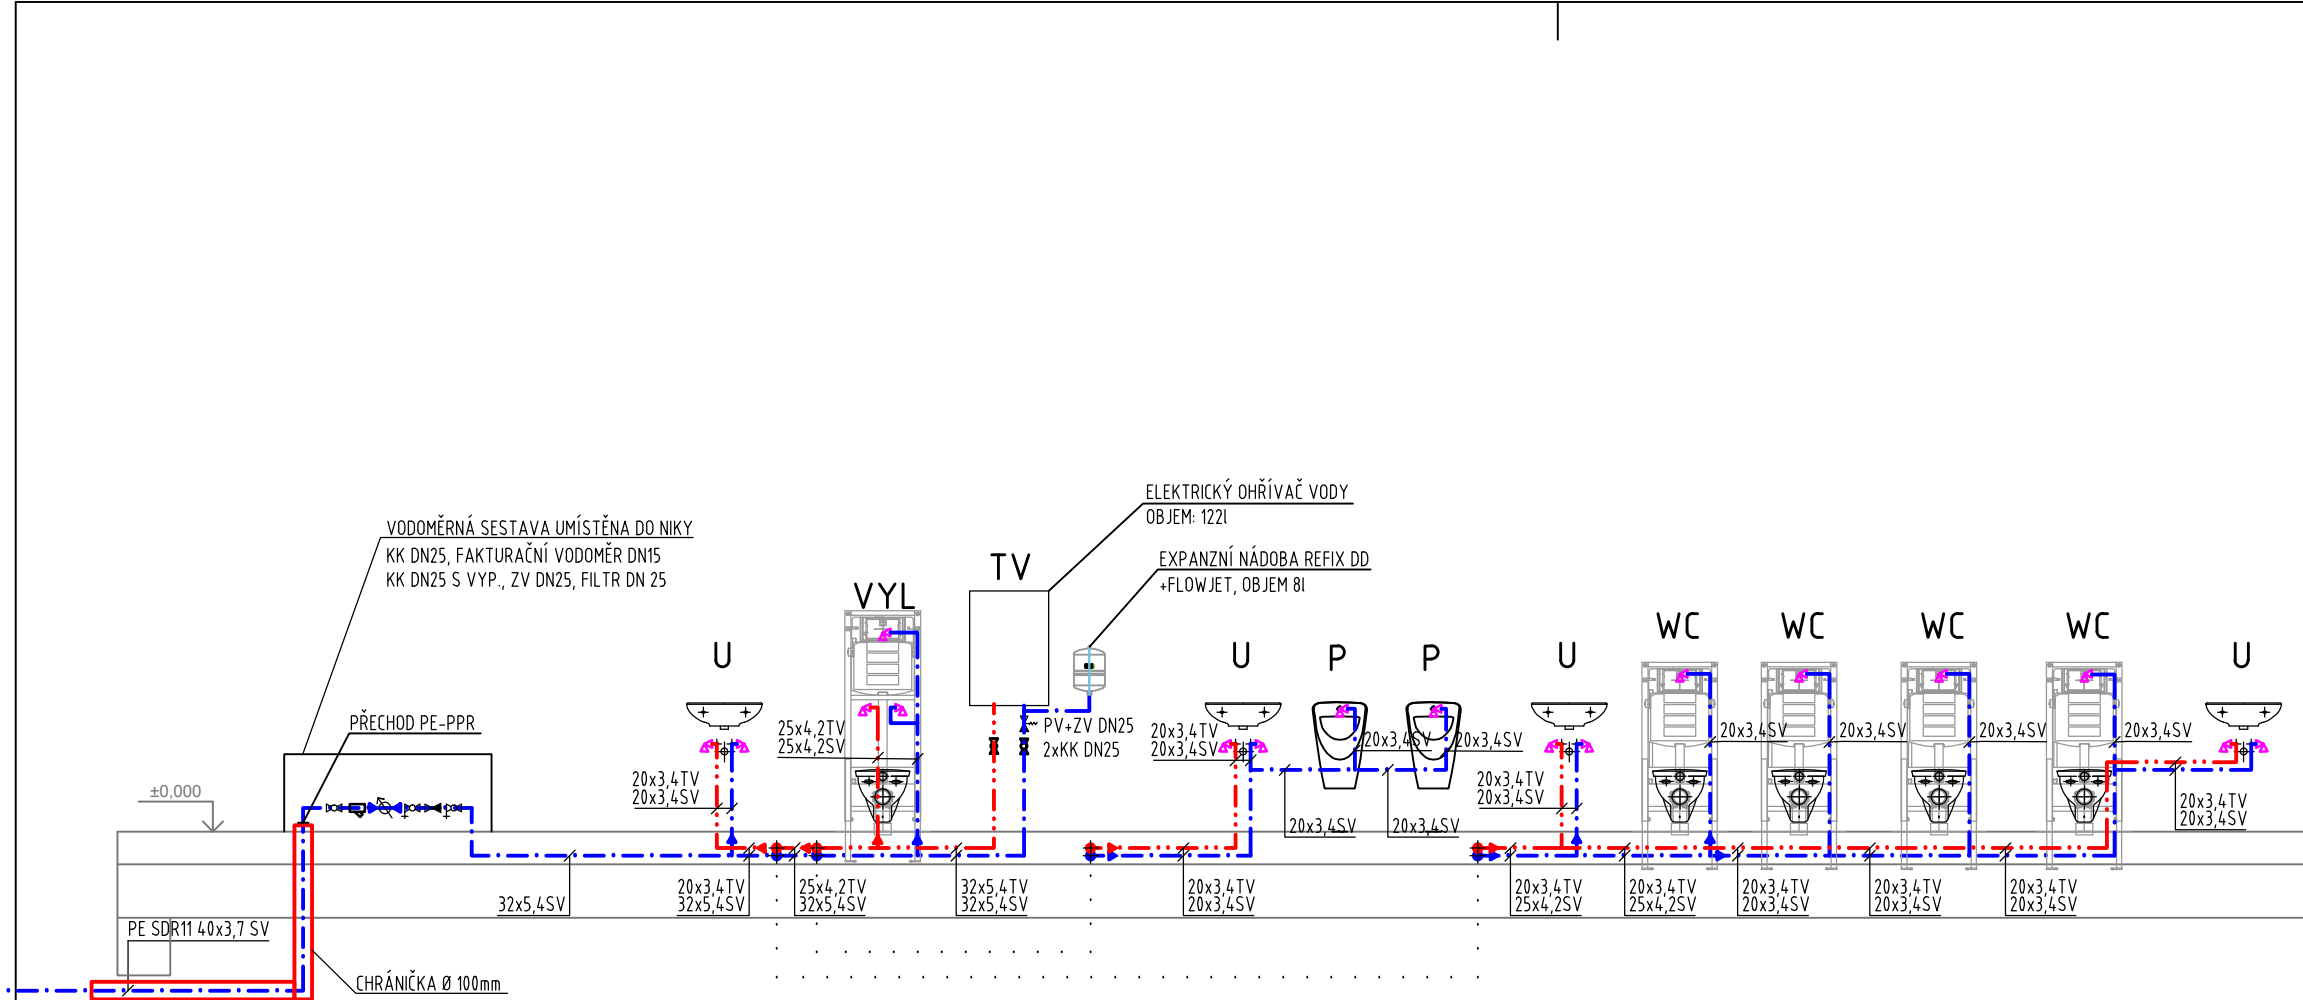 ELEKTRICKÝ OHŘÍVAČ VODY
OBJEM: 122l
VODOMĚRNÁ SESTAVA UMÍSTĚNA DO NIKY
KK DN25, FAKTURAČNÍ VODOMĚR DN15
KK DN25 S VYP., ZV DN25, FILTR DN 25
EXPANZNÍ NÁDOBA REFIX DD
+FLOWJET, OBJEM 8l
TV
VYL
U
U
P
P
U
WC
WC
WC
WC
U
PŘECHOD PE-PPR
25x4,2TV
25x4,2SV
PV+ZV DN25
2xKK DN25
20x3,4TV
20x3,4SV
20x3,4SV
20x3,4SV
20x3,4SV
20x3,4SV
20x3,4SV
20x3,4SV
±0,000
20x3,4TV
20x3,4SV
20x3,4TV
20x3,4SV
20x3,4TV
20x3,4SV
20x3,4SV
20x3,4SV
32x5,4SV
20x3,4TV
32x5,4SV
25x4,2TV
32x5,4SV
32x5,4TV
32x5,4SV
20x3,4TV
20x3,4SV
20x3,4TV
25x4,2SV
20x3,4TV
25x4,2SV
20x3,4TV
20x3,4SV
20x3,4TV
20x3,4SV
20x3,4TV
20x3,4SV
PE SDR11 40x3,7 SV
CHRÁNIČKA Ø 100mm